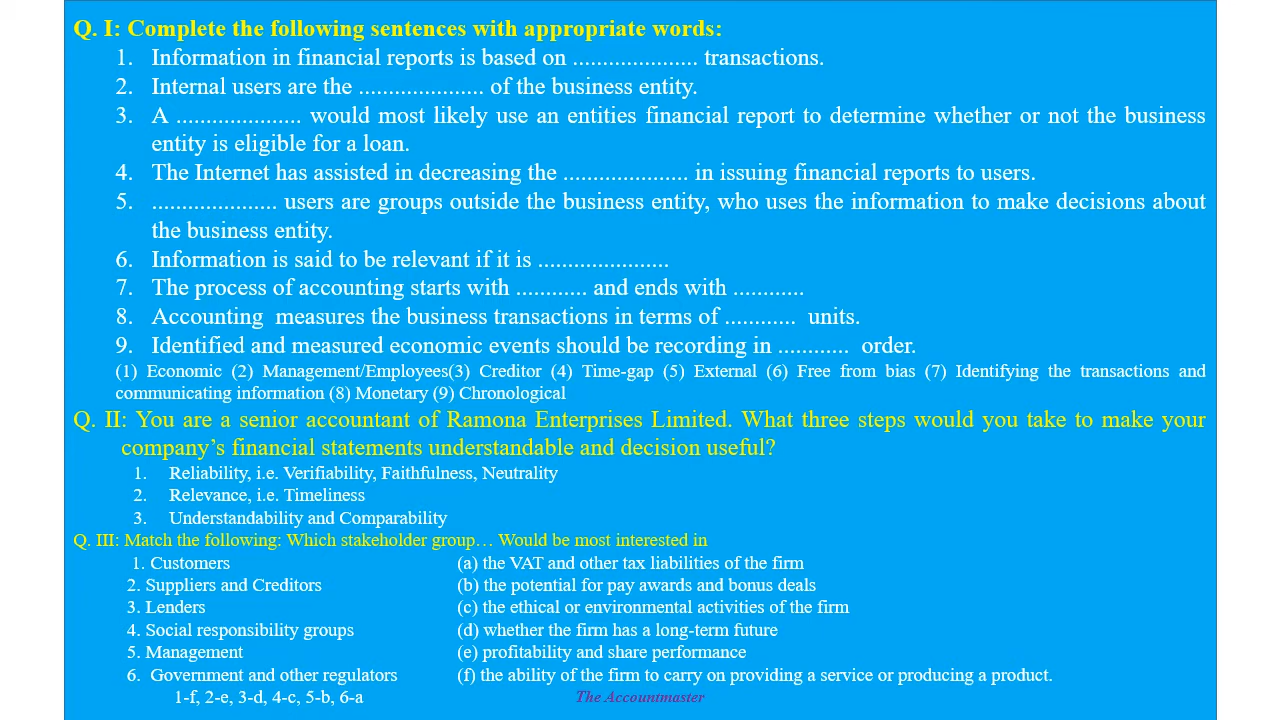 Q. I: Complete the following sentences with appropriate words:
1. Information in financial reports is based on ..................... transactions.
2. Internal users are the ..................... of the business entity.
3. A ..................... would most likely use an entities financial report to determine whether or not the business
entity is eligible for a loan.
4. The Internet has assisted in decreasing the ..................... in issuing financial reports to users.
5. ..................... users are groups outside the business entity, who uses the information to make decisions about
the business entity.
6. Information is said to be relevant if it is ......................
7. The process of accounting starts with ............ and ends with ............
8. Accounting measures the business transactions in terms of ............ units.
9. Identified and measured economic events should be recording in ............ order.
(1) Economic (2) Management/Employees(3) Creditor (4) Time-gap (5) External (6) Free from bias (7) Identifying the transactions and
communicating information (8) Monetary (9) Chronological
Q. II: You are a senior accountant of Ramona Enterprises Limited. What three steps would you take to make your
company’s financial statements understandable and decision useful?
1. Reliability, i.e. Verifiability, Faithfulness, Neutrality
2. Relevance, i.e. Timeliness
3. Understandability and Comparability
Q. III: Match the following: Which stakeholder group… Would be most interested in
1. Customers (a) the VAT and other tax liabilities of the firm
2. Suppliers and Creditors (b) the potential for pay awards and bonus deals
3. Lenders (c) the ethical or environmental activities of the firm
4. Social responsibility groups (d) whether the firm has a long-term future
5. Management (e) profitability and share performance
6. Government and other regulators (f) the ability of the firm to carry on providing a service or producing a product.
1-f, 2-e, 3-d, 4-c, 5-b, 6-a The Accountmaster